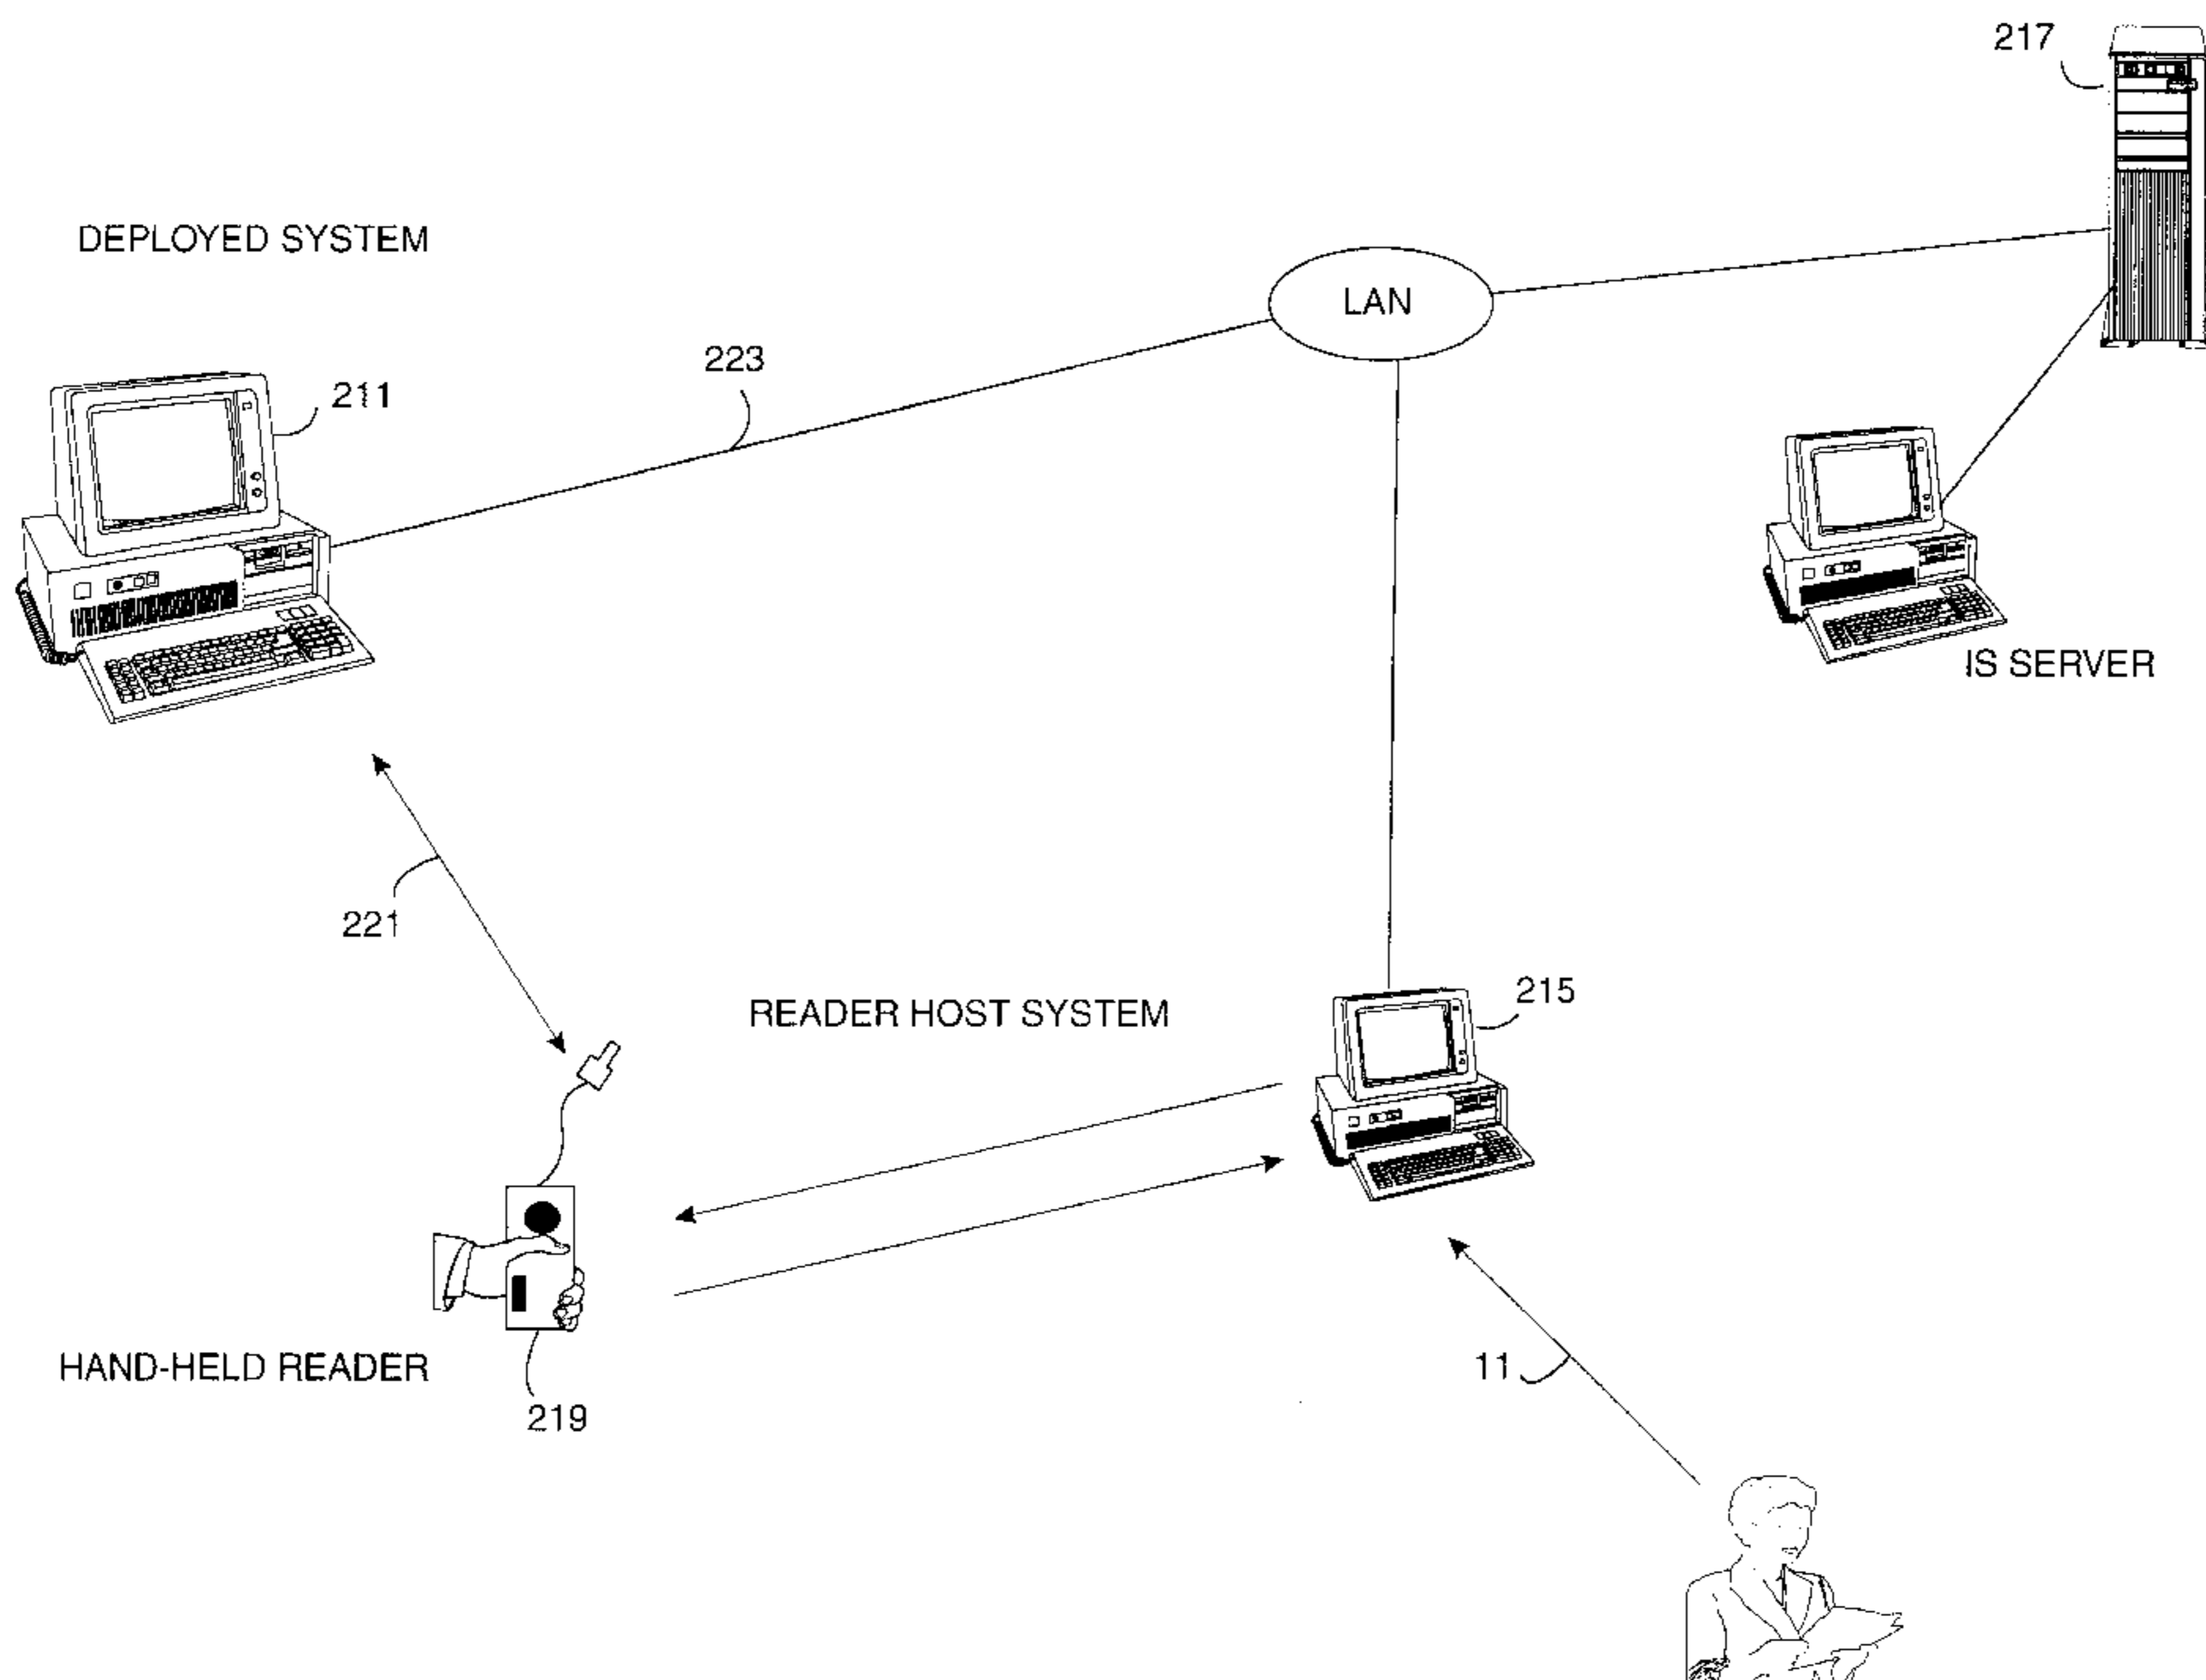 217
DEPLOYED SYSTEM
LAN
223
211
IS SERVER
221
READER HOST SYSTEM
215
HAND-HELD READER
11
219